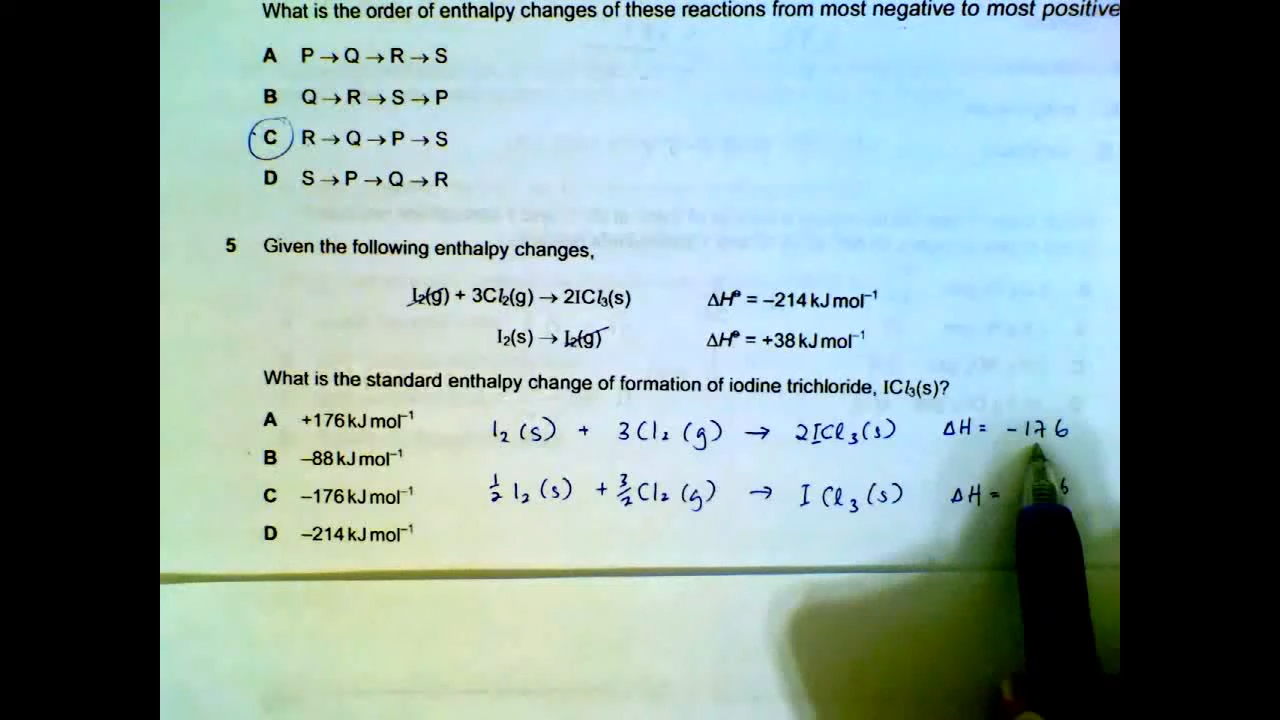 What is the order of enthalpy changes of these reactions from most negative to most positive
A P → Q → R → S
B Q → R → S → P
C R → Q → P → S
D S → P → Q → R
5 Given the following enthalpy changes,
I₂(g) + 3Cl₂(g) → 2ICl₃(s) ΔH⦵ = –214 kJ mol⁻¹
I₂(s) → I₂(g) ΔH⦵ = +38 kJ mol⁻¹
What is the standard enthalpy change of formation of iodine trichloride, ICl₃(s)?
A +176 kJ mol⁻¹
B –88 kJ mol⁻¹
C –176 kJ mol⁻¹
D –214 kJ mol⁻¹
I₂(s) + 3Cl₂(g) → 2ICl₃(s) ΔH = -176
½ I₂(s) + 3/2 Cl₂(g) → ICl₃(s) ΔH =